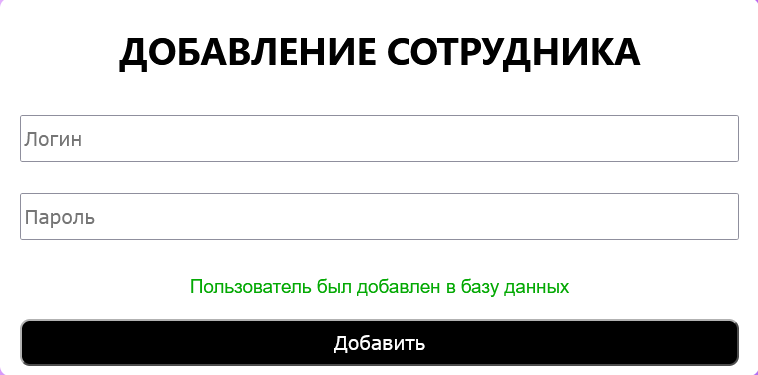 ДОБАВЛЕНИЕ СОТРУДНИКА
Логин
Пароль
Пользователь был добавлен в базу данных
Добавить